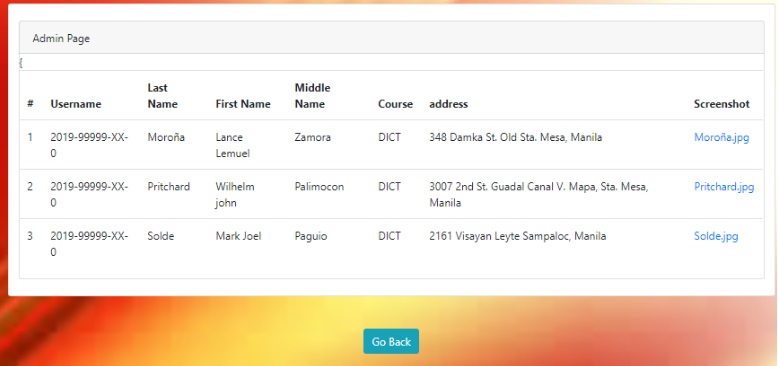 Admin Page
{
# Username Last Name First Name Middle Name Course address Screenshot
1 2019-99999-XX-0 Moroña Lance Lemuel Zamora DICT 348 Damka St. Old Sta. Mesa, Manila Moroña.jpg
2 2019-99999-XX-0 Pritchard Wilhelm john Palimocon DICT 3007 2nd St. Guadal Canal V. Mapa, Sta. Mesa, Manila Pritchard.jpg
3 2019-99999-XX-0 Solde Mark Joel Paguio DICT 2161 Visayan Leyte Sampaloc, Manila Solde.jpg
Go Back